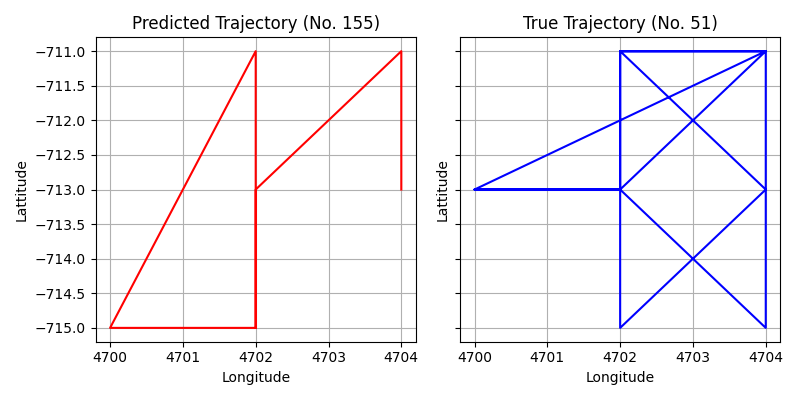 Predicted Trajectory (No. 155)
True Trajectory (No. 51)
−711.0
−711.5
−712.0
−712.5
−713.0
−713.5
−714.0
−714.5
−715.0
Lattitude
Lattitude
4700 4701 4702 4703 4704
4700 4701 4702 4703 4704
Longitude
Longitude